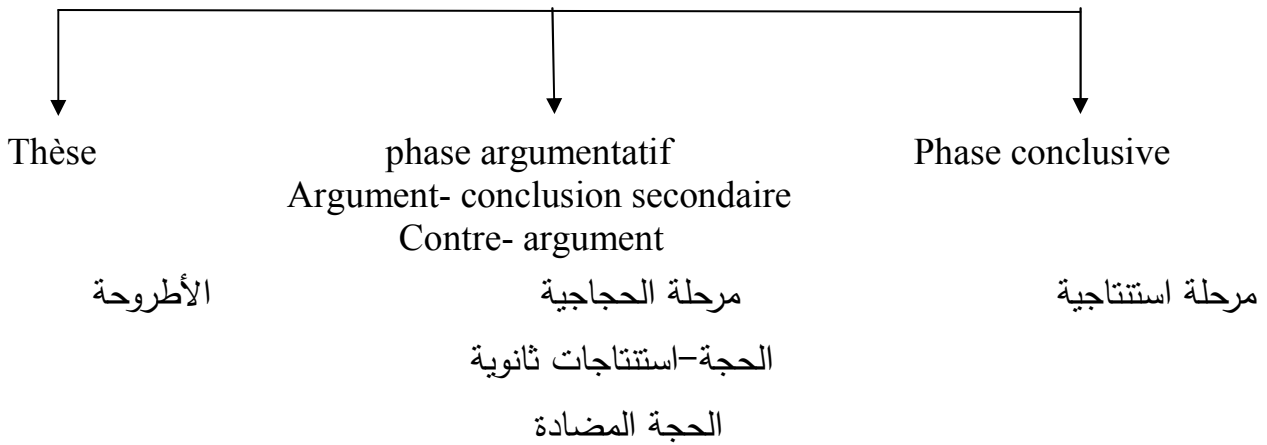 Thèse phase argumentatif Phase conclusive
Argument- conclusion secondaire
Contre- argument
الأطروحة مرحلة الحجاجية مرحلة استنتاجية
الحجة-استنتاجات ثانوية
الحجة المضادة